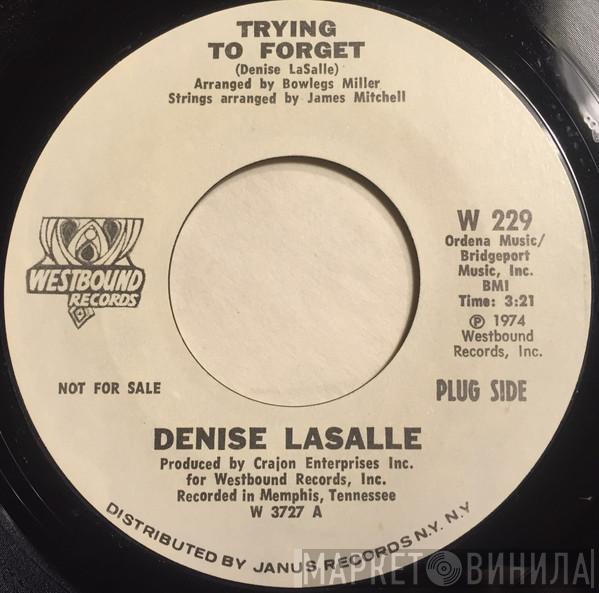 TRYING
TO FORGET
(Denise LaSalle)
Arranged by Bowlegs Miller
Strings arranged by James Mitchell
WESTBOUND
RECORDS
W 229
Ordena Music/
Bridgeport
Music, Inc.
BMI
Time: 3:21
℗ 1974
Westbound
Records, Inc.
NOT FOR SALE
PLUG SIDE
DENISE LASALLE
Produced by Crajon Enterprises Inc.
for Westbound Records, Inc.
Recorded in Memphis, Tennessee
W 3727 A
DISTRIBUTED BY JANUS RECORDS N.Y. N.Y
МАРКЕТ ВИНИЛА